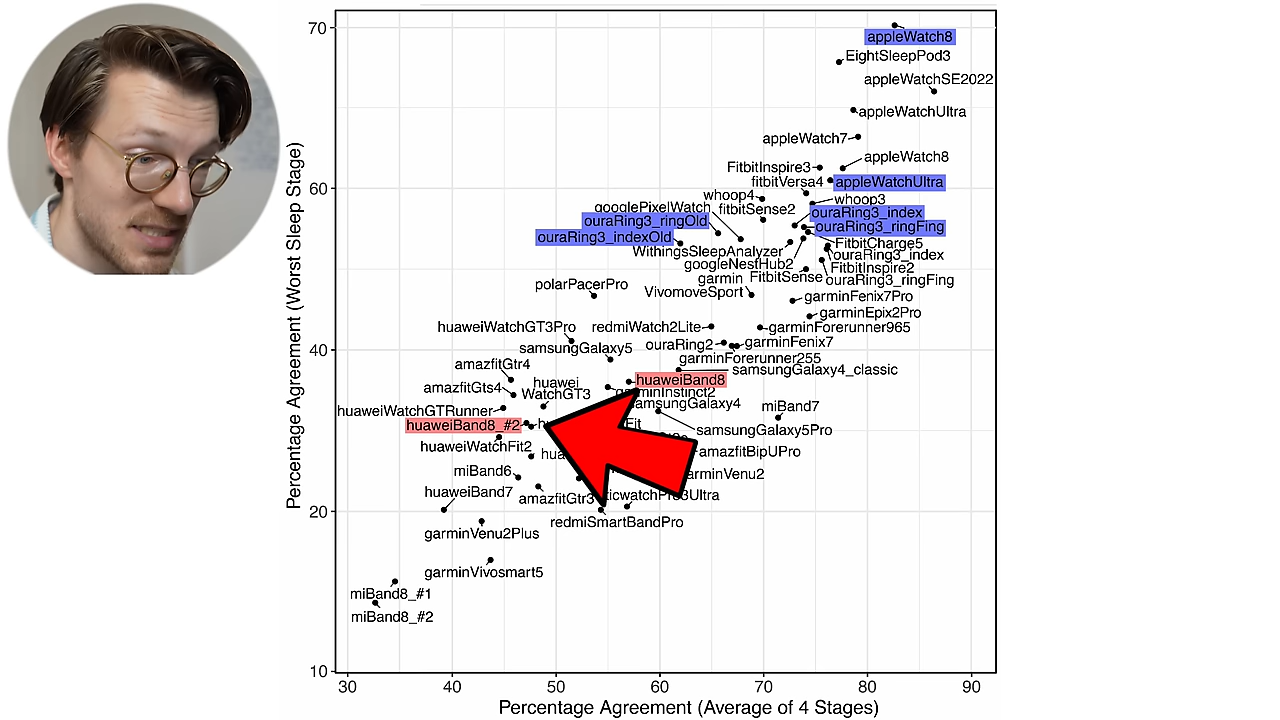 70
appleWatch8
EightSleepPod3
appleWatchSE2022
appleWatchUltra
appleWatch7
appleWatch8
FitbitInspire3
fitbitVersa4
appleWatchUltra
60
whoop4
whoop3
googlePixelWatch
fitbitSense2
ouraRing3_index
ouraRing3_ringOld
ouraRing3_ringFing
ouraRing3_indexOld
FitbitCharge5
WithingsSleepAnalyzer
ouraRing3_index
googleNestHub2
FitbitInspire2
garmin
VivomoveSport
FitbitSense
ouraRing3_ringFing
polarPacerPro
garminFenix7Pro
garminEpix2Pro
huaweiWatchGT3Pro
redmiWatch2Lite
garminForerunner965
ouraRing2
garminFenix7
samsungGalaxy5
40
garminForerunner255
amazfitGtr4
samsungGalaxy4_classic
huaweiBand8
amazfitGts4
huawei
WatchGT3
samsungGalaxy4
miBand7
huaweiWatchGTRunner
huaweiBand8_#2
Fit
samsungGalaxy5Pro
huaweiWatchFit2
amazfitBipUPro
miBand6
huaweiBand7
amazfitGtr3
20
redmiSmartBandPro
garminVenu2Plus
garminVivosmart5
miBand8_#1
miBand8_#2
10
30 40 50 60 70 80 90
Percentage Agreement (Average of 4 Stages)
Percentage Agreement (Worst Sleep Stage)